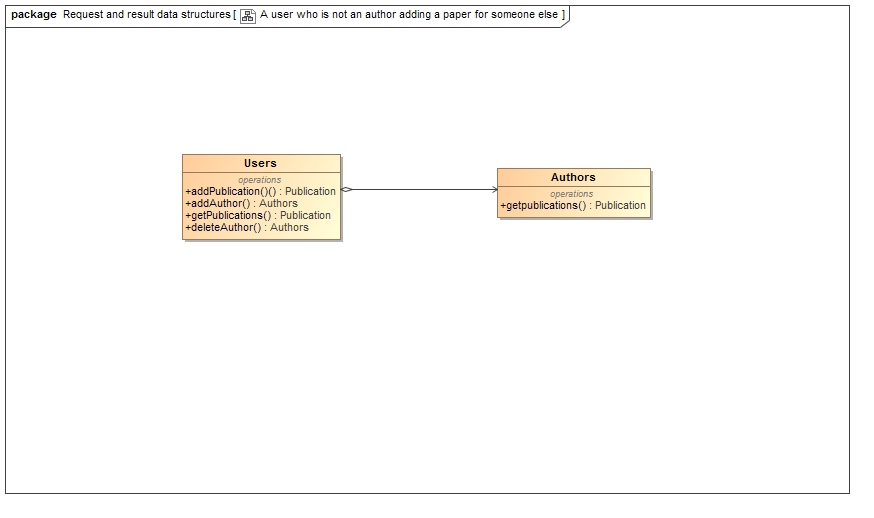 package Request and result data structures [ A user who is not an author adding a paper for someone else ]
Users
operations
+addPublication()() : Publication
+addAuthor() : Authors
+getPublications() : Publication
+deleteAuthor() : Authors
Authors
operations
+getpublications() : Publication